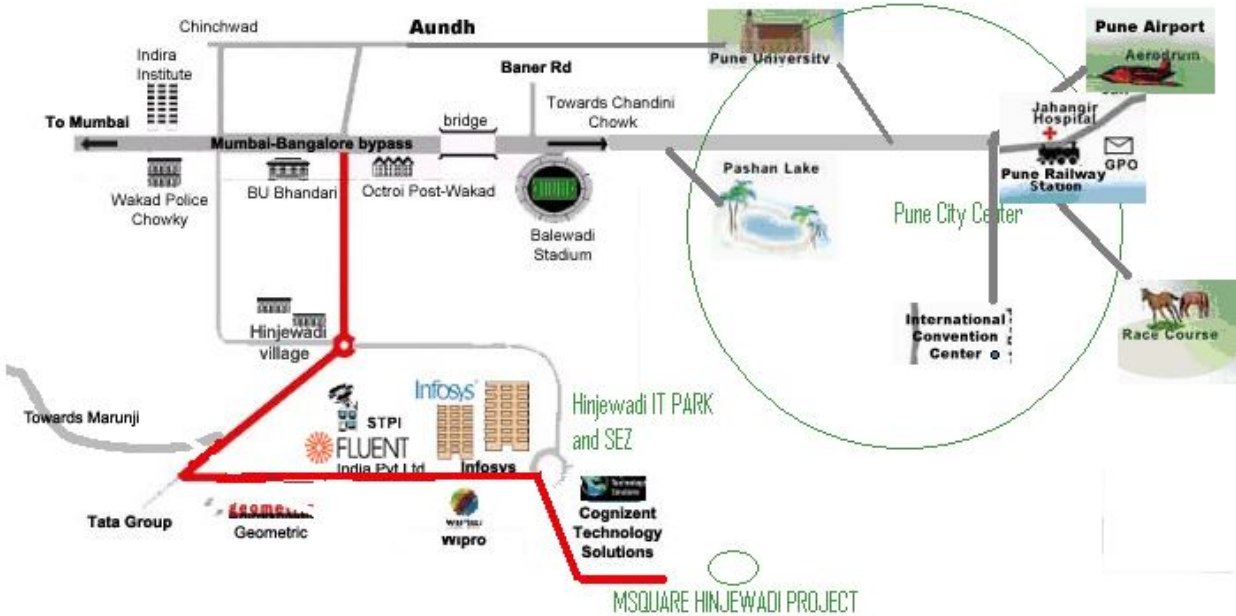 Chinchwad
Aundh
Pune University
Pune Airport
Aerodrum
Indira
Institute
Baner Rd
Towards Chandini
Chowk
Jahangir
Hospital
To Mumbai
bridge
Mumbai-Bangalore bypass
GPO
Pune Railway
Station
Wakad Police
Chowky
BU Bhandari
Octroi Post-Wakad
Pashan Lake
Pune City Center
Balewadi
Stadium
Hinjewadi
village
International
Convention
Center
Race Course
Towards Marunji
STPI
Infosys
Hinjewadi IT PARK
and SEZ
FLUENT
India Pvt Ltd
Infosys
Tata Group
geome
Geometric
Wipro
Cognizent
Technology
Solutions
MSQUARE HINJEWADI PROJECT